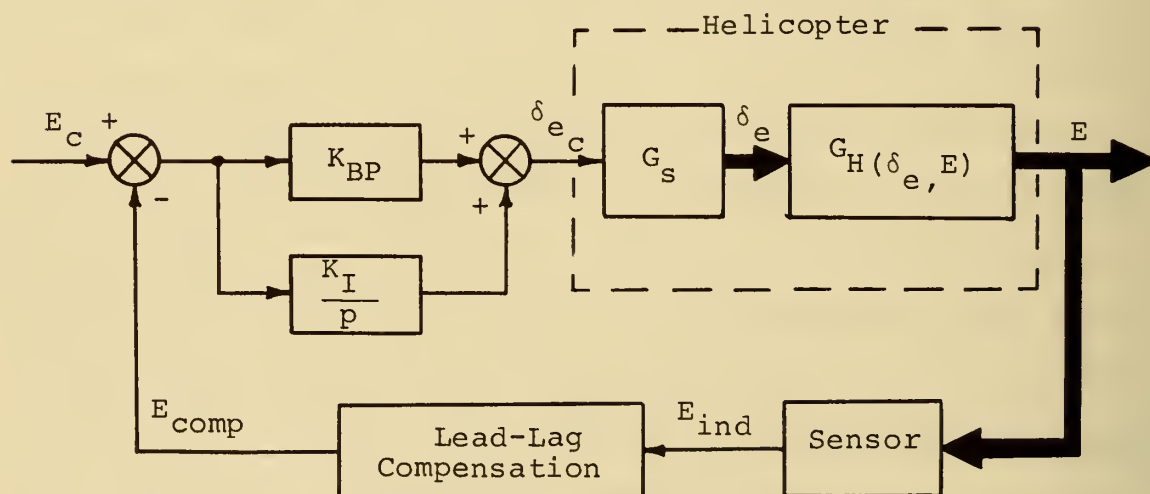 Helicopter
E_c
+
-
K_BP
+
+
δ_e_c
G_s
δ_e
G_H(δ_e, E)
E
K_I
p
E_comp
Lead-Lag
Compensation
E_ind
Sensor